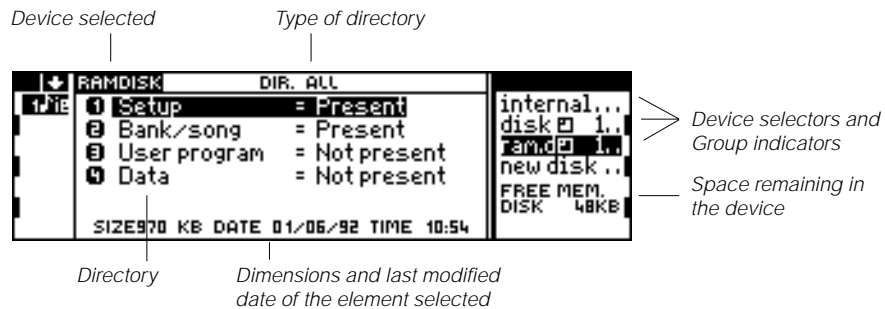 Device selected
Type of directory
RAMDISK DIR. ALL
1 Setup = Present
2 Bank/song = Present
3 User program = Not present
4 Data = Not present
SIZE970 KB DATE 01/06/92 TIME 10:54
internal...
disk 1..
ram.d 1..
new disk ..
FREE MEM.
DISK 48KB
Device selectors and
Group indicators
Space remaining in
the device
Directory
Dimensions and last modified
date of the element selected